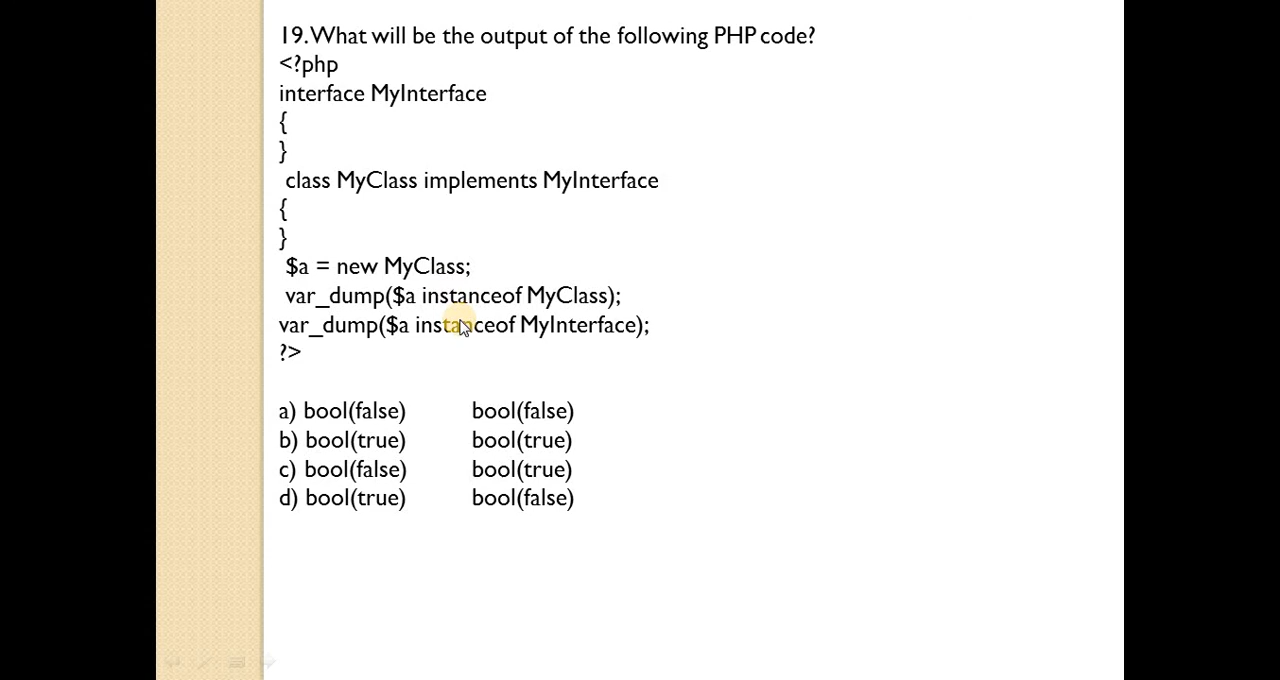 19.What will be the output of the following PHP code?
<?php
interface MyInterface
{
}
class MyClass implements MyInterface
{
}
$a = new MyClass;
var_dump($a instanceof MyClass);
var_dump($a instanceof MyInterface);
?>
a) bool(false) bool(false)
b) bool(true) bool(true)
c) bool(false) bool(true)
d) bool(true) bool(false)